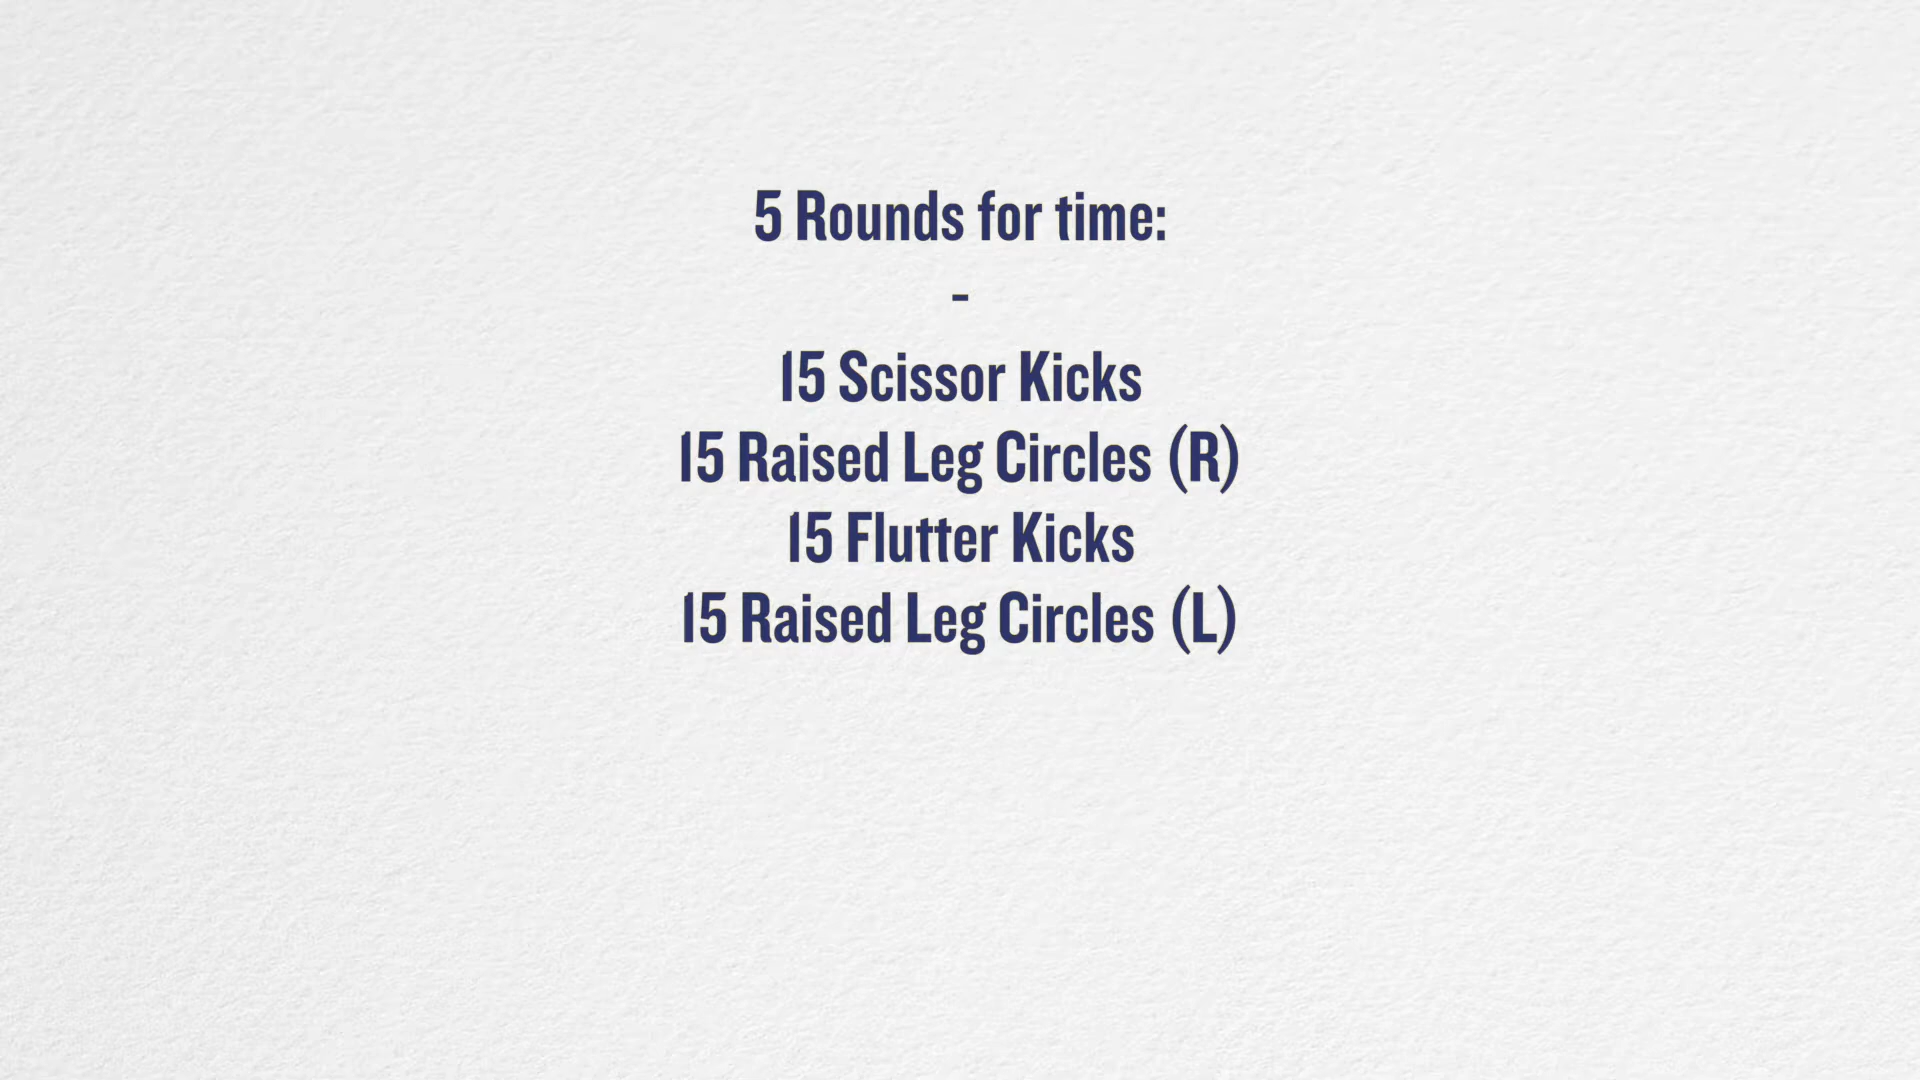 5 Rounds for time:
-
15 Scissor Kicks
15 Raised Leg Circles (R)
15 Flutter Kicks
15 Raised Leg Circles (L)